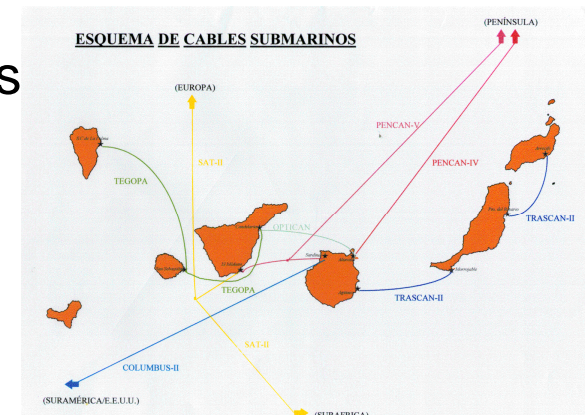 (PENÍNSULA)
ESQUEMA DE CABLES SUBMARINOS
S
(EUROPA)
PENCAN-V
SAT-II
PENCAN-IV
TEGOPA
OPTICAN
TRASCAN-II
TEGOPA
TRASCAN-II
SAT-II
COLUMBUS-II
(SURAMÉRICA/E.E.U.U.)
(SURAFRICA)